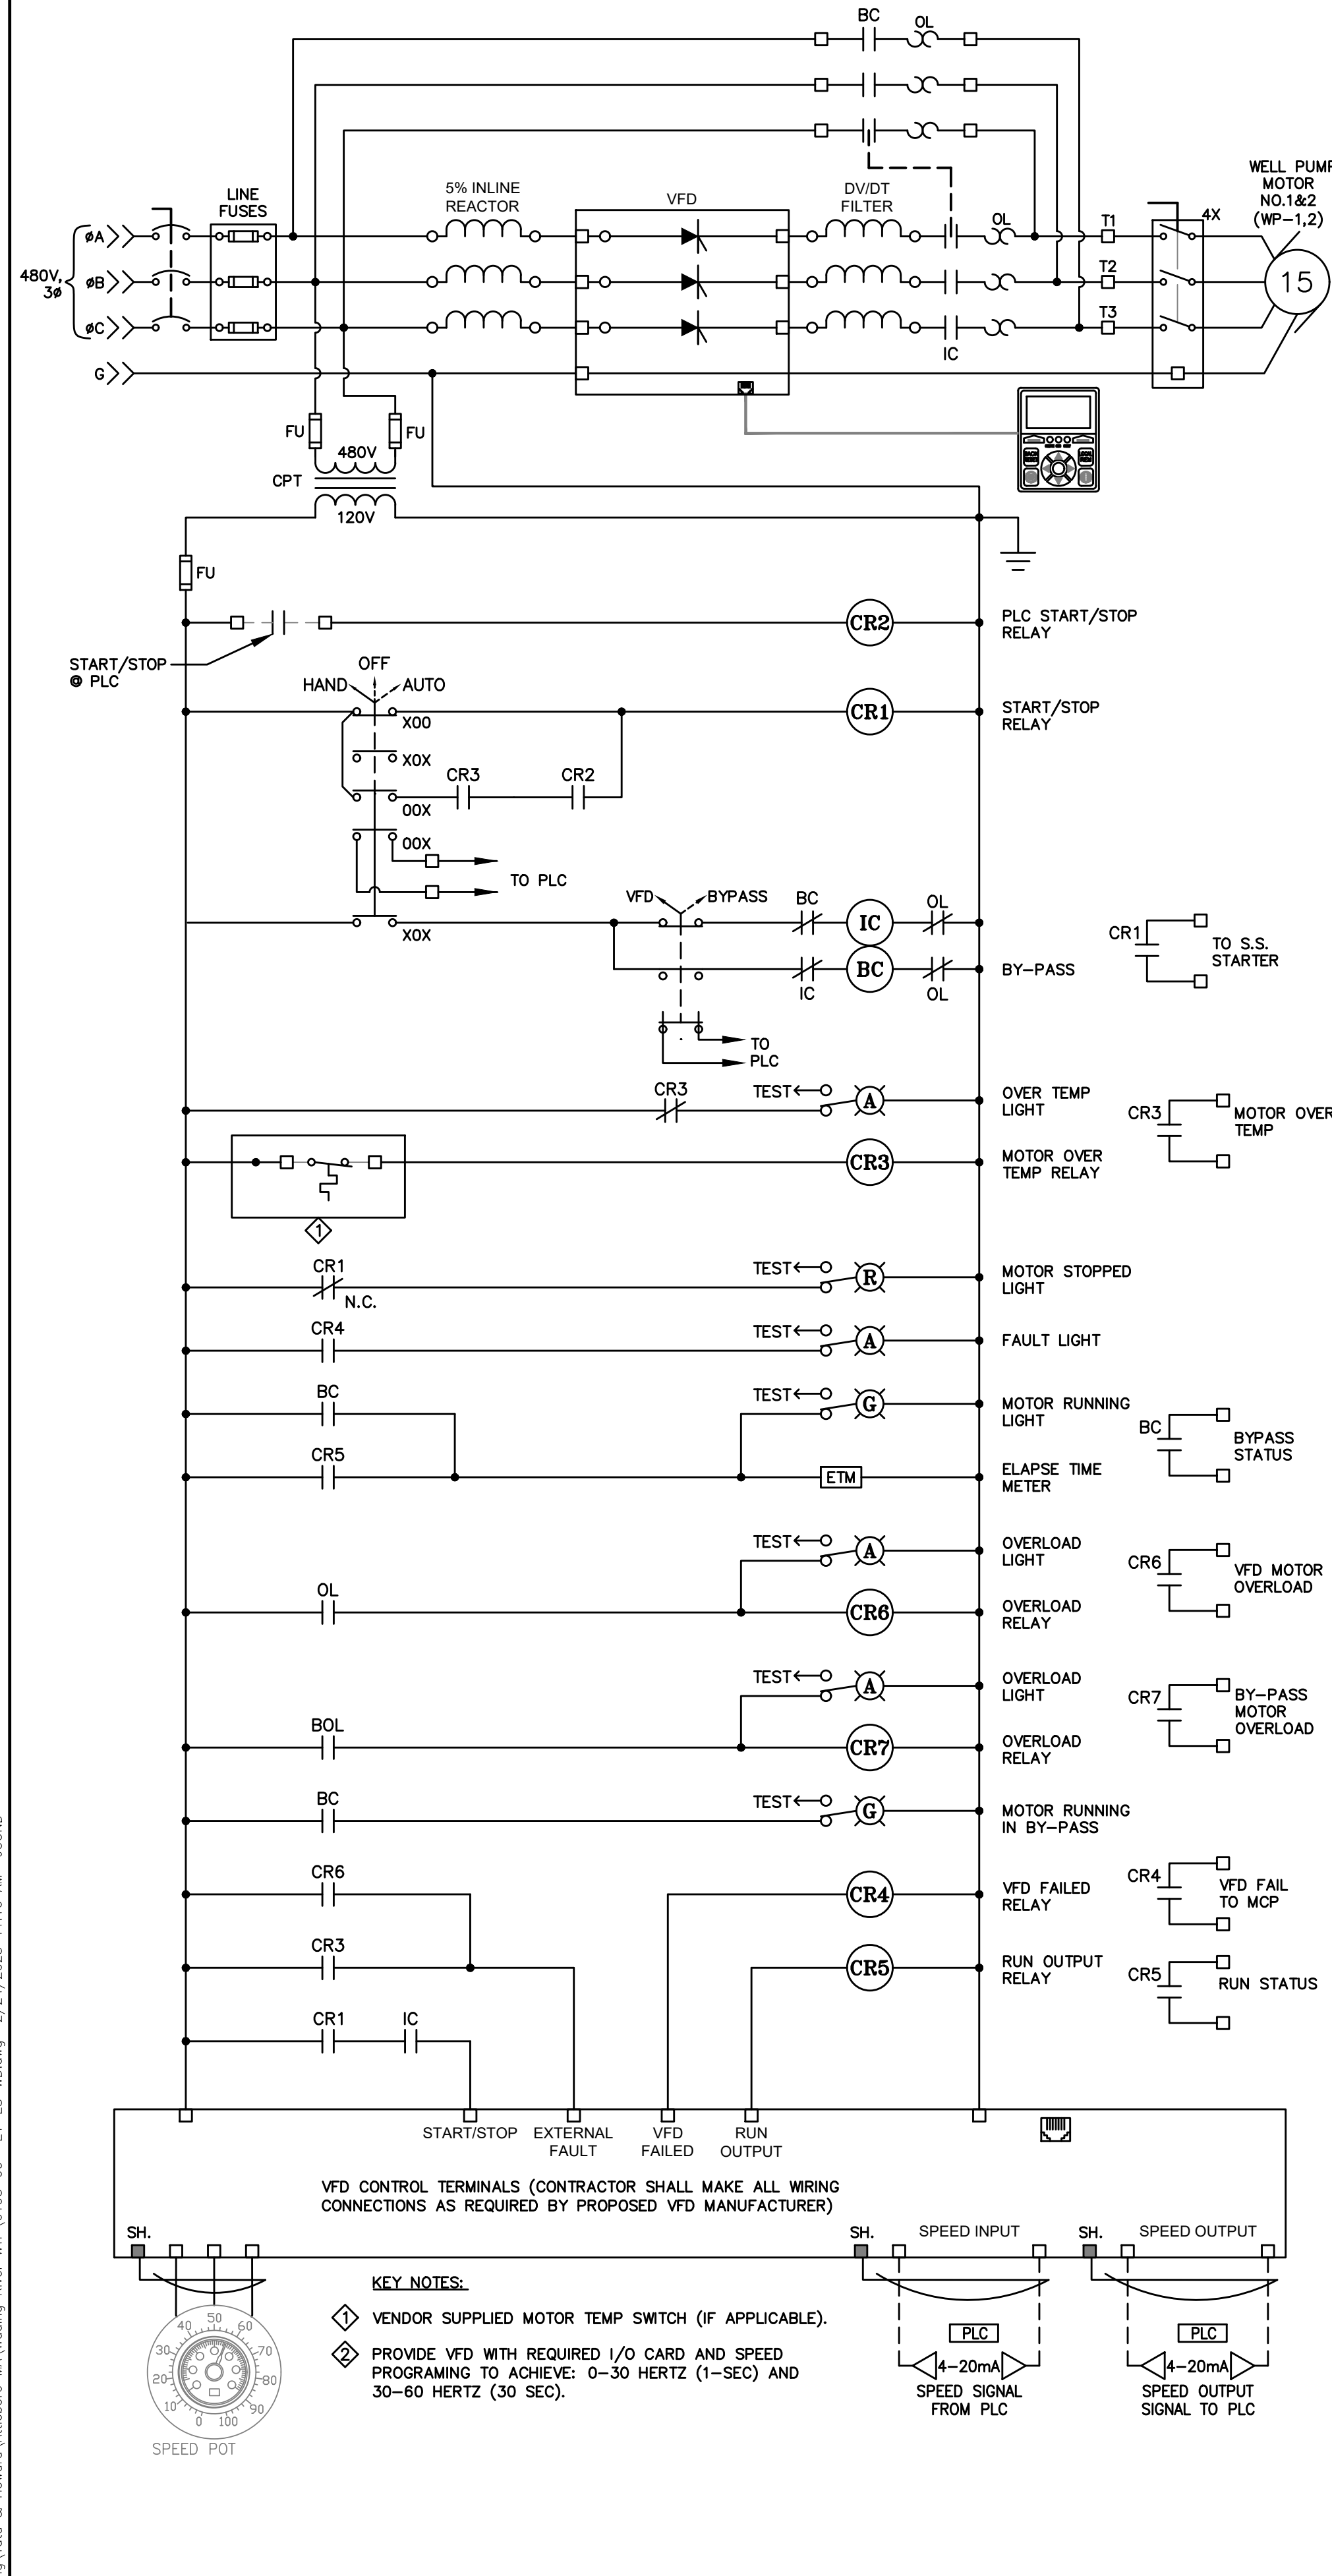 BC
OL
5% INLINE
REACTOR
VFD
DV/DT
FILTER
LINE
FUSES
WELL PUMP
MOTOR
NO.1&2
(WP-1,2)
4X
OL
T1
øA
480V,
3ø
øB
T2
15
øC
T3
IC
G
FU
FU
480V
CPT
120V
FU
CR2
PLC START/STOP
RELAY
START/STOP
@ PLC
OFF
HAND
AUTO
X00
CR1
START/STOP
RELAY
X0X
CR3
CR2
00X
00X
TO PLC
VFD
BYPASS
BC
IC
OL
X0X
CR1
TO S.S.
STARTER
BC
BY-PASS
IC
OL
TO
PLC
CR3
TEST
A
OVER TEMP
LIGHT
CR3
MOTOR OVER
TEMP
CR3
MOTOR OVER
TEMP RELAY
1
CR1
N.C.
TEST
R
MOTOR STOPPED
LIGHT
CR4
TEST
A
FAULT LIGHT
BC
TEST
G
MOTOR RUNNING
LIGHT
BC
BYPASS
STATUS
CR5
ETM
ELAPSE TIME
METER
TEST
A
OVERLOAD
LIGHT
CR6
VFD MOTOR
OVERLOAD
OL
CR6
OVERLOAD
RELAY
TEST
A
OVERLOAD
LIGHT
CR7
BY-PASS
MOTOR
OVERLOAD
BOL
CR7
OVERLOAD
RELAY
BC
TEST
G
MOTOR RUNNING
IN BY-PASS
CR6
CR4
VFD FAILED
RELAY
CR4
VFD FAIL
TO MCP
CR3
CR5
RUN OUTPUT
RELAY
CR5
RUN STATUS
CR1
IC
START/STOP
EXTERNAL
FAULT
VFD
FAILED
RUN
OUTPUT
VFD CONTROL TERMINALS (CONTRACTOR SHALL MAKE ALL WIRING
CONNECTIONS AS REQUIRED BY PROPOSED VFD MANUFACTURER)
SH.
SH.
SPEED INPUT
SH.
SPEED OUTPUT
KEY NOTES:
1 VENDOR SUPPLIED MOTOR TEMP SWITCH (IF APPLICABLE).
2 PROVIDE VFD WITH REQUIRED I/O CARD AND SPEED
PROGRAMING TO ACHIEVE: 0-30 HERTZ (1-SEC) AND
30-60 HERTZ (30 SEC).
0 10 20 30 40 50 60 70 80 90 100
SPEED POT
PLC
4-20mA
SPEED SIGNAL
FROM PLC
PLC
4-20mA
SPEED OUTPUT
SIGNAL TO PLC